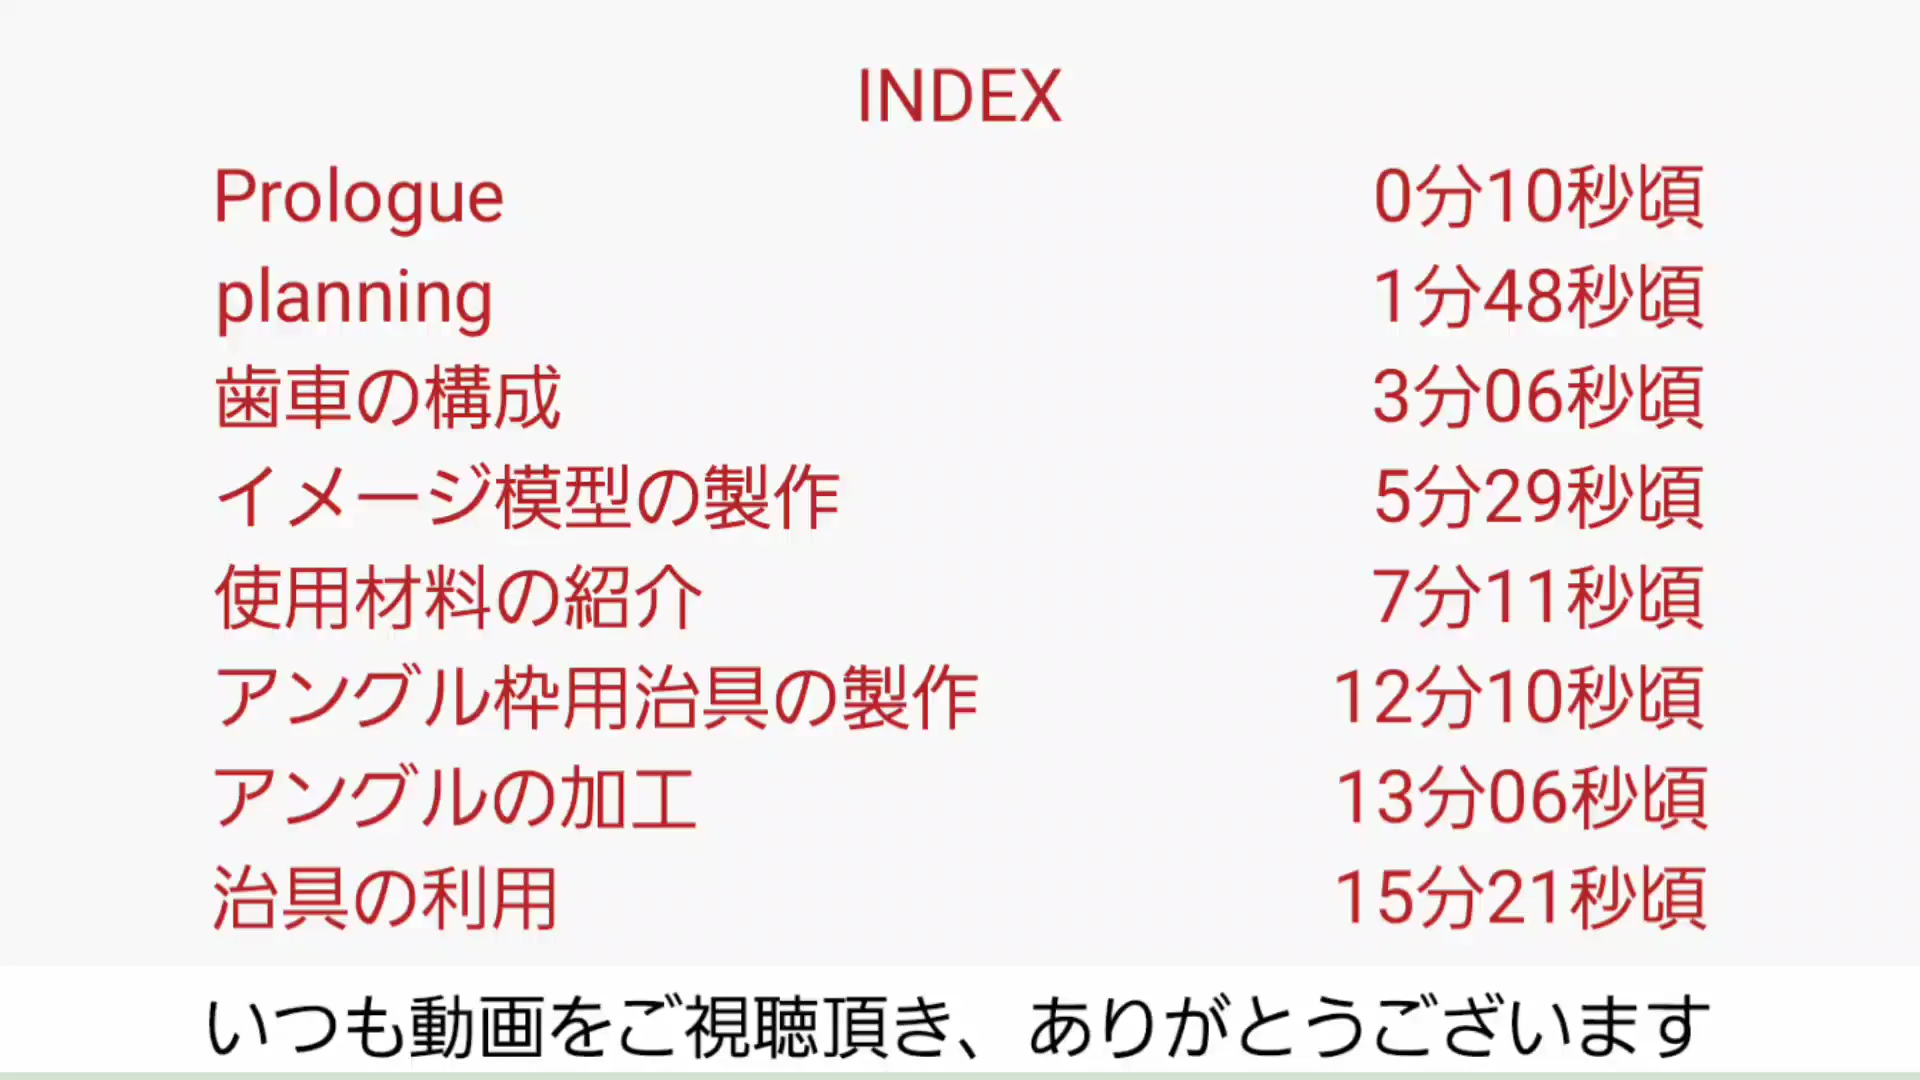 INDEX
Prologue 0分10秒頃
planning 1分48秒頃
歯車の構成 3分06秒頃
イメージ模型の製作 5分29秒頃
使用材料の紹介 7分11秒頃
アングル枠用治具の製作 12分10秒頃
アングルの加工 13分06秒頃
治具の利用 15分21秒頃
いつも動画をご視聴頂き、ありがとうございます